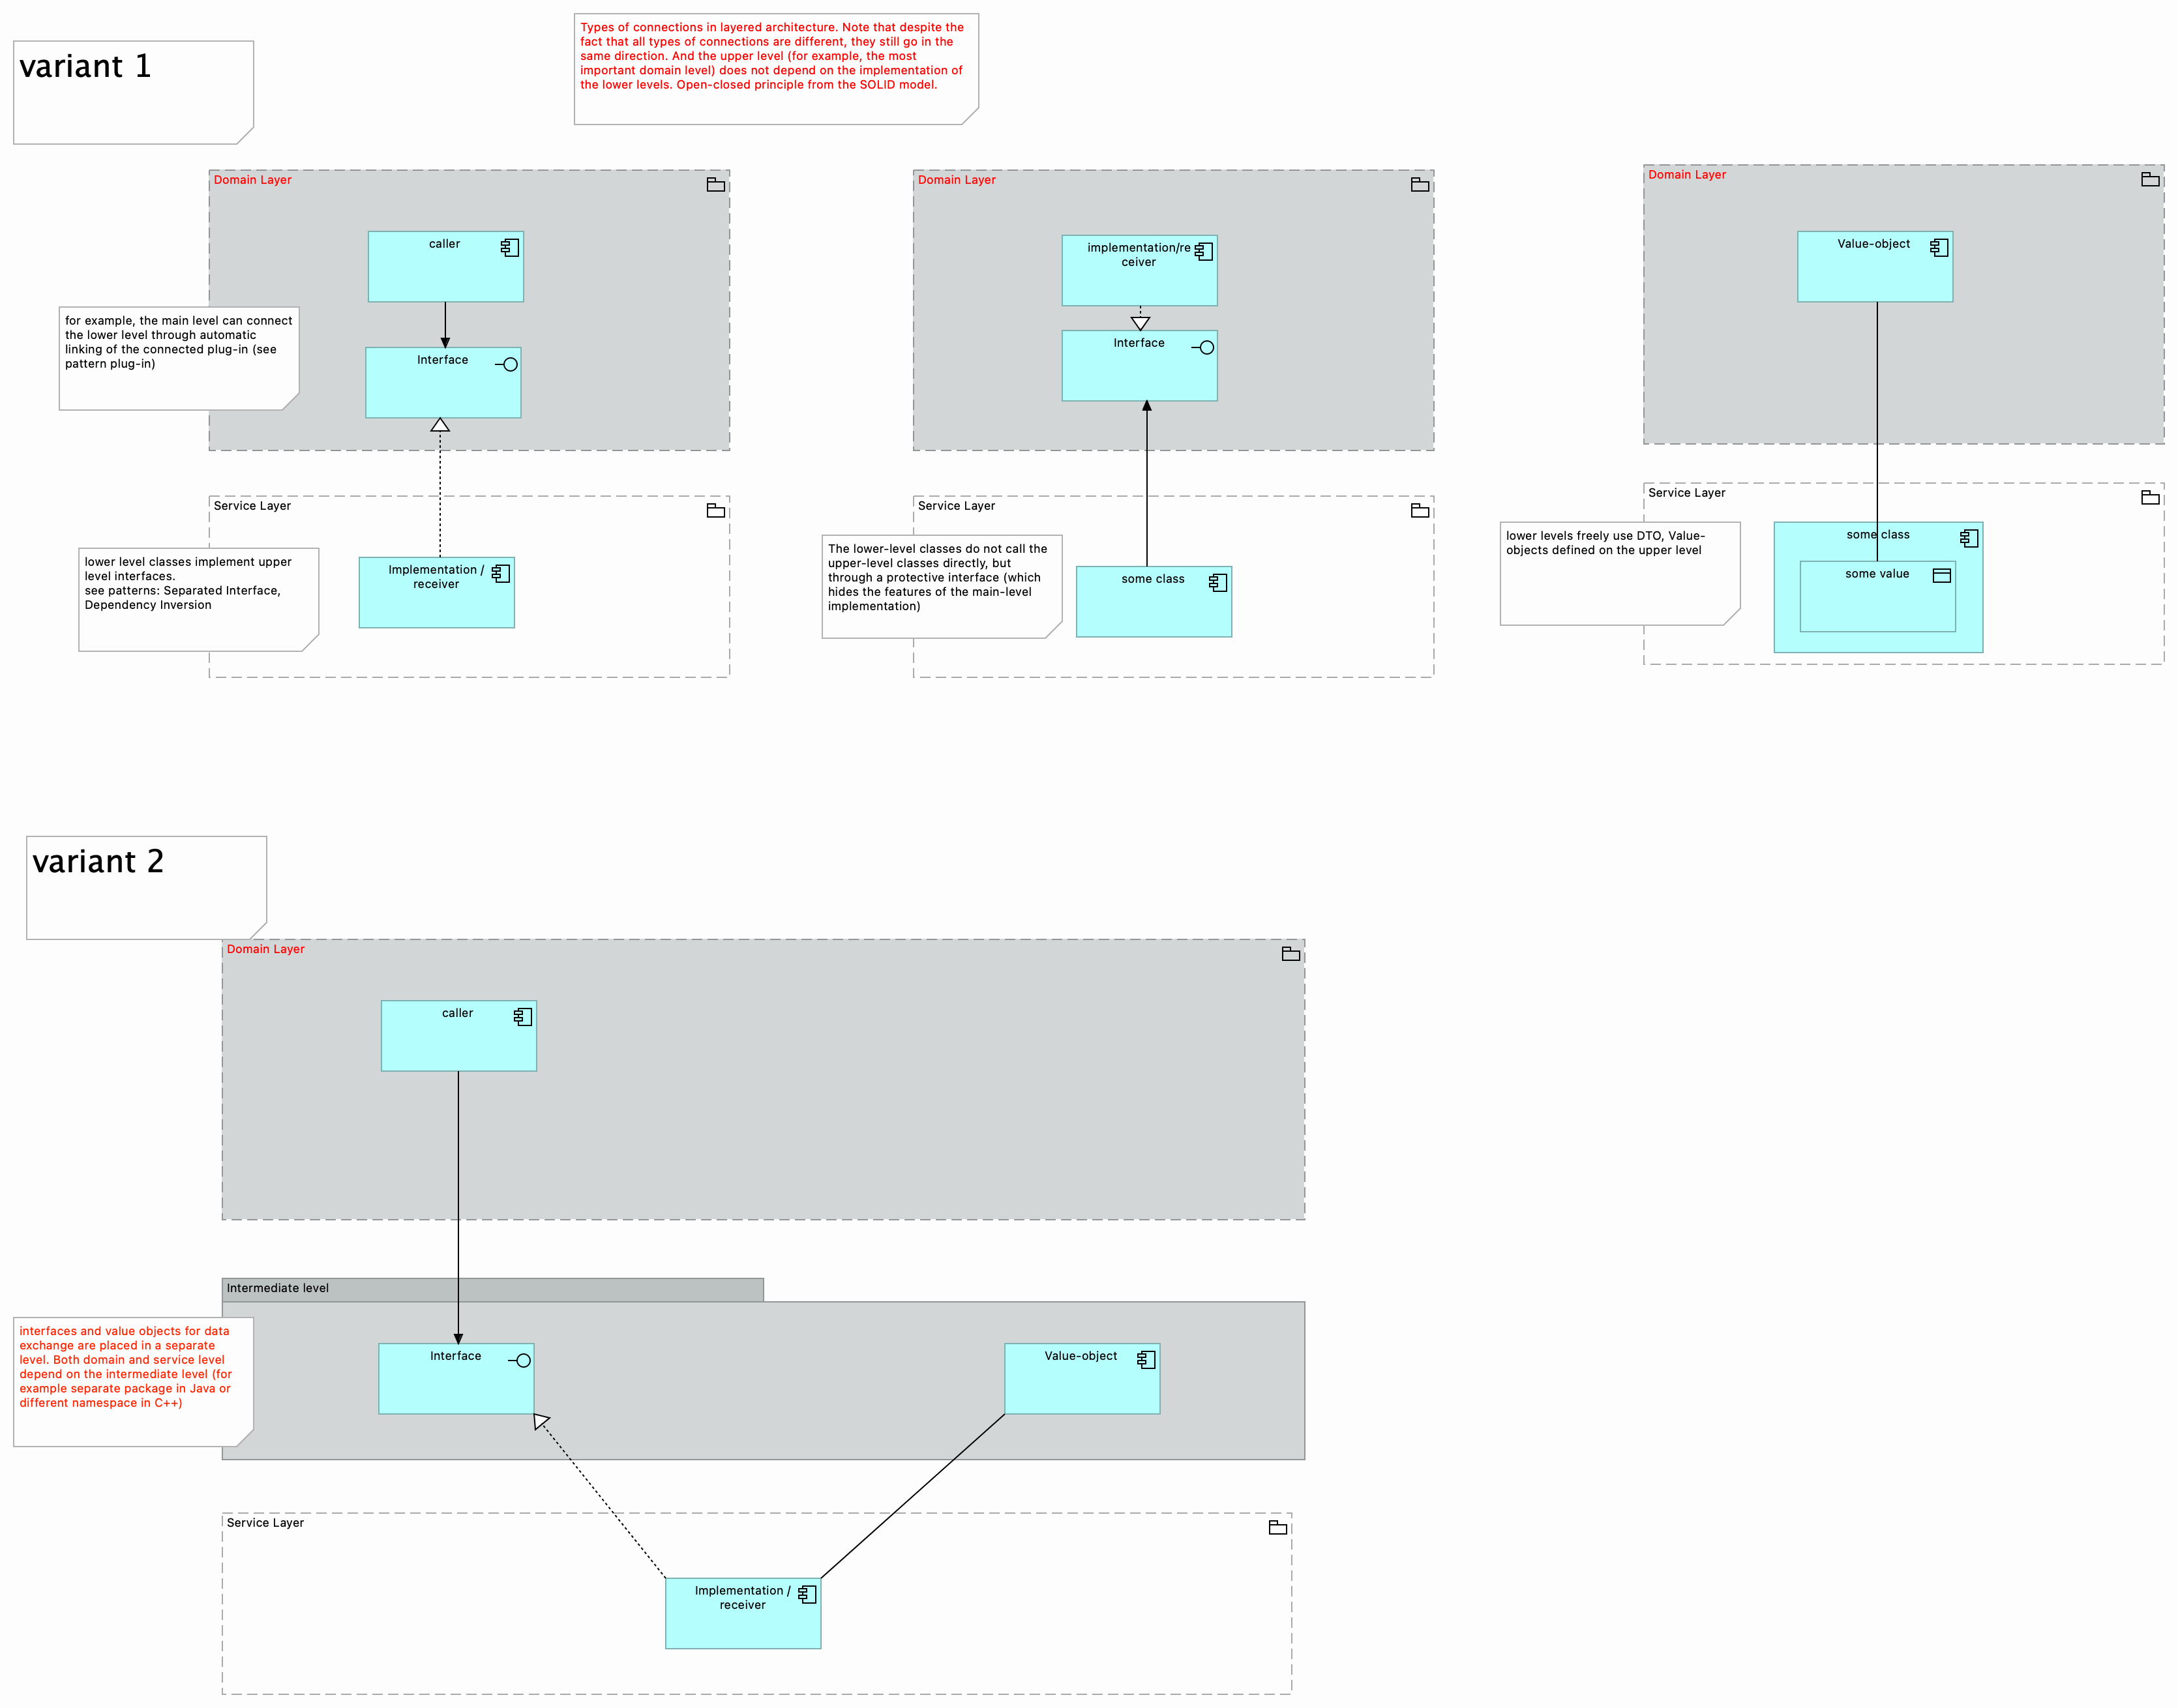 variant 1
Types of connections in layered architecture. Note that despite the
fact that all types of connections are different, they still go in the
same direction. And the upper level (for example, the most
important domain level) does not depend on the implementation of
the lower levels. Open-closed principle from the SOLID model.
Domain Layer
caller
Interface
for example, the main level can connect
the lower level through automatic
linking of the connected plug-in (see
pattern plug-in)
Service Layer
lower level classes implement upper
level interfaces.
see patterns: Separated Interface,
Dependency Inversion
Implementation /
receiver
Domain Layer
implementation/re
ceiver
Interface
Service Layer
The lower-level classes do not call the
upper-level classes directly, but
through a protective interface (which
hides the features of the main-level
implementation)
some class
Domain Layer
Value-object
Service Layer
lower levels freely use DTO, Value-
objects defined on the upper level
some class
some value
variant 2
Domain Layer
caller
Intermediate level
interfaces and value objects for data
exchange are placed in a separate
level. Both domain and service level
depend on the intermediate level (for
example separate package in Java or
different namespace in C++)
Interface
Value-object
Service Layer
Implementation /
receiver